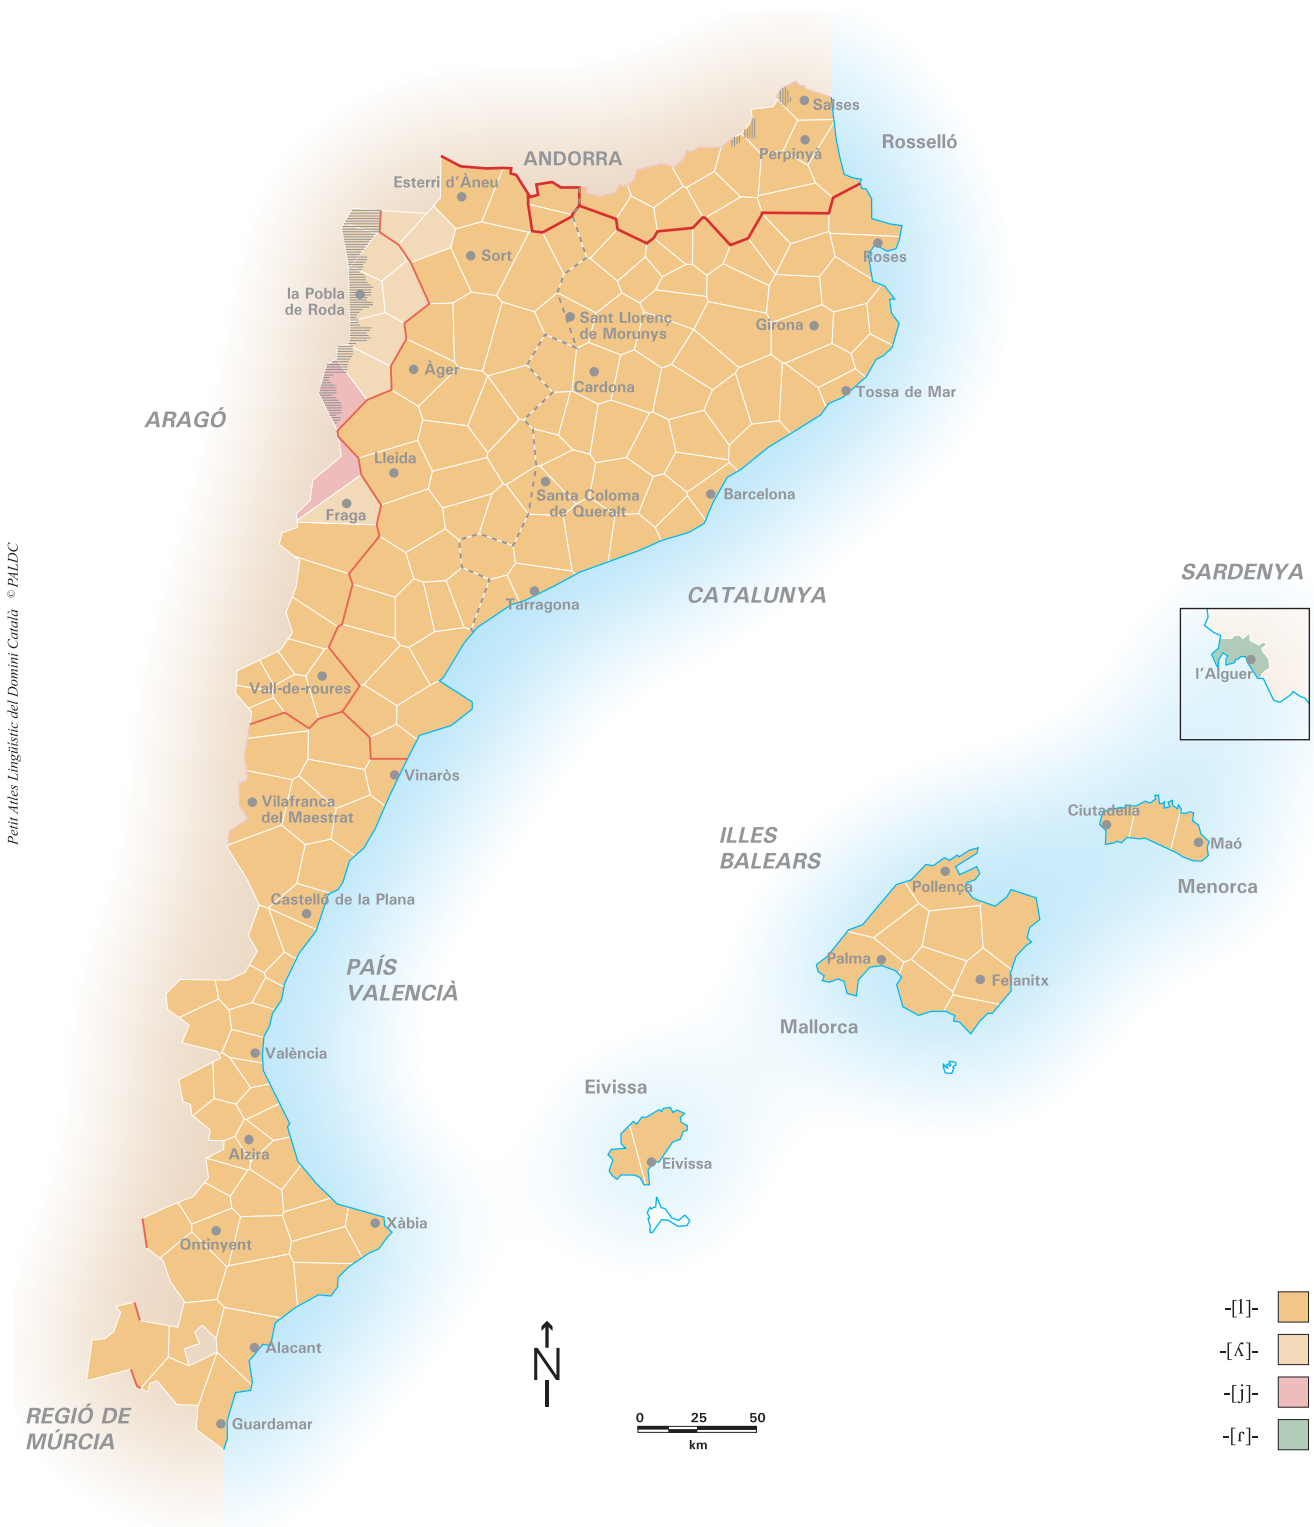 Salses
Rosselló
Perpinyà
ANDORRA
Esterri d'Àneu
Sort
Roses
la Pobla
de Roda
Sant Llorenç
de Morunys
Girona
Àger
Cardona
Tossa de Mar
ARAGÓ
Lleida
Santa Coloma
de Queralt
Barcelona
Fraga
Petit Atles Lingüístic del Domini Català © PALDC
SARDENYA
CATALUNYA
Tarragona
l'Alguer
Vall-de-roures
Vinaròs
Vilafranca
del Maestrat
Ciutadella
ILLES
BALEARS
Maó
Menorca
Pollença
Castelló de la Plana
PAÍS
VALENCIÀ
Palma
Felanitx
Mallorca
València
Eivissa
Alzira
Eivissa
Xàbia
Ontinyent
Alacant
REGIÓ DE
MÚRCIA
Guardamar
N
0 25 50
km
-[l]-
-[ʎ]-
-[j]-
-[ɾ]-